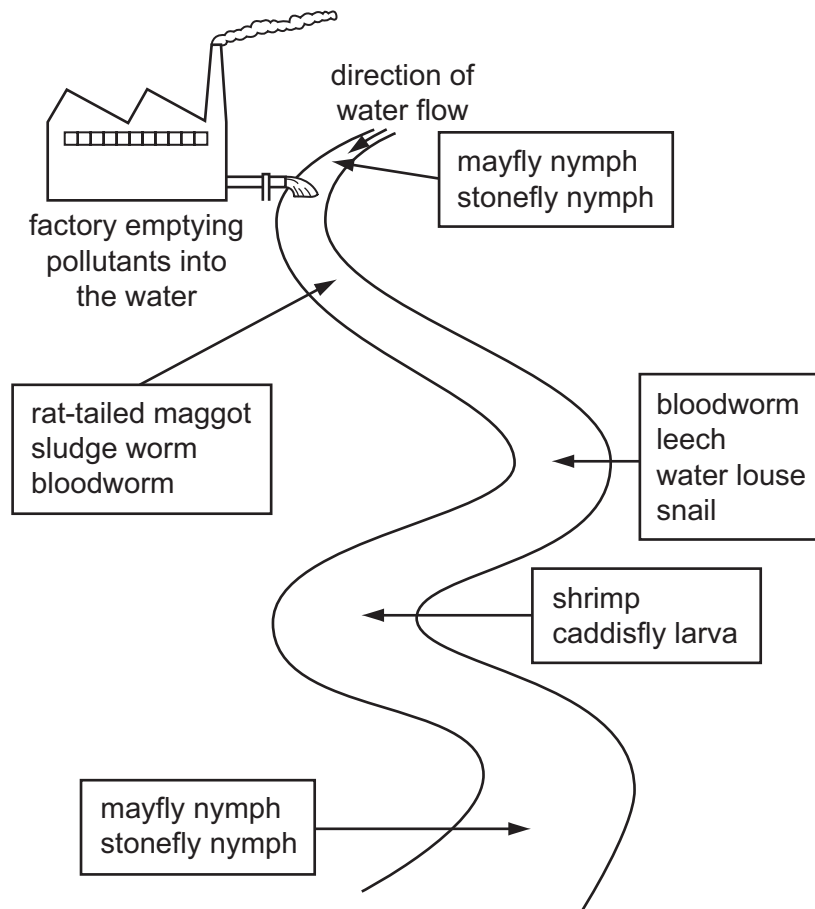 direction of
water flow
mayfly nymph
stonefly nymph
factory emptying
pollutants into
the water
rat-tailed maggot
sludge worm
bloodworm
bloodworm
leech
water louse
snail
shrimp
caddisfly larva
mayfly nymph
stonefly nymph